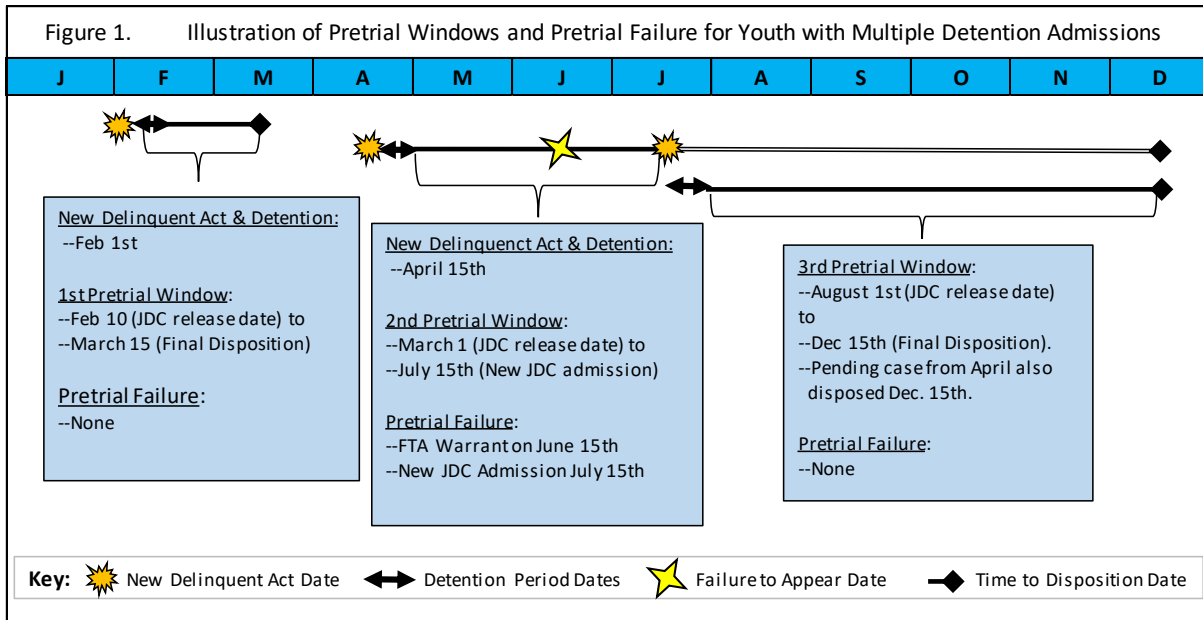 Figure 1. Illustration of Pretrial Windows and Pretrial Failure for Youth with Multiple Detention Admissions
J F M A M J J A S O N D
New Delinquent Act & Detention:
--Feb 1st
1st Pretrial Window:
--Feb 10 (JDC release date) to
--March 15 (Final Disposition)
Pretrial Failure:
--None
New Delinquenct Act & Detention:
--April 15th
2nd Pretrial Window:
--March 1 (JDC release date) to
--July 15th (New JDC admission)
Pretrial Failure:
--FTA Warrant on June 15th
--New JDC Admission July 15th
3rd Pretrial Window:
--August 1st (JDC release date)
to
--Dec 15th (Final Disposition).
--Pending case from April also
disposed Dec. 15th.
Pretrial Failure:
--None
Key: New Delinquent Act Date Detention Period Dates Failure to Appear Date Time to Disposition Date